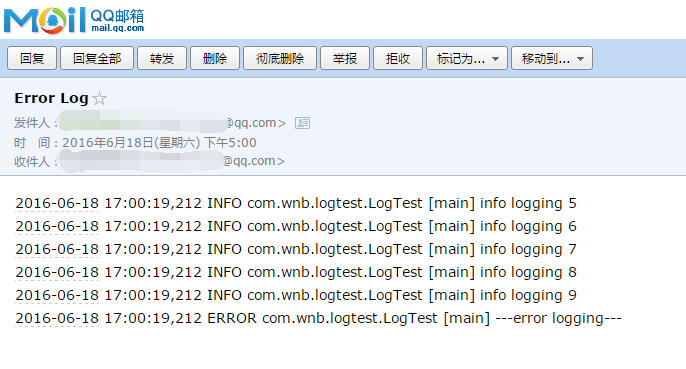 Mail QQ邮箱
mail.qq.com
回复 回复全部 转发 删除 彻底删除 举报 拒收 标记为... 移动到...
Error Log☆
发件人： @qq.com>
时 间：2016年6月18日(星期六) 下午5:00
收件人： @qq.com>
2016-06-18 17:00:19,212 INFO com.wnb.logtest.LogTest [main] info logging 5
2016-06-18 17:00:19,212 INFO com.wnb.logtest.LogTest [main] info logging 6
2016-06-18 17:00:19,212 INFO com.wnb.logtest.LogTest [main] info logging 7
2016-06-18 17:00:19,212 INFO com.wnb.logtest.LogTest [main] info logging 8
2016-06-18 17:00:19,212 INFO com.wnb.logtest.LogTest [main] info logging 9
2016-06-18 17:00:19,212 ERROR com.wnb.logtest.LogTest [main] ---error logging---